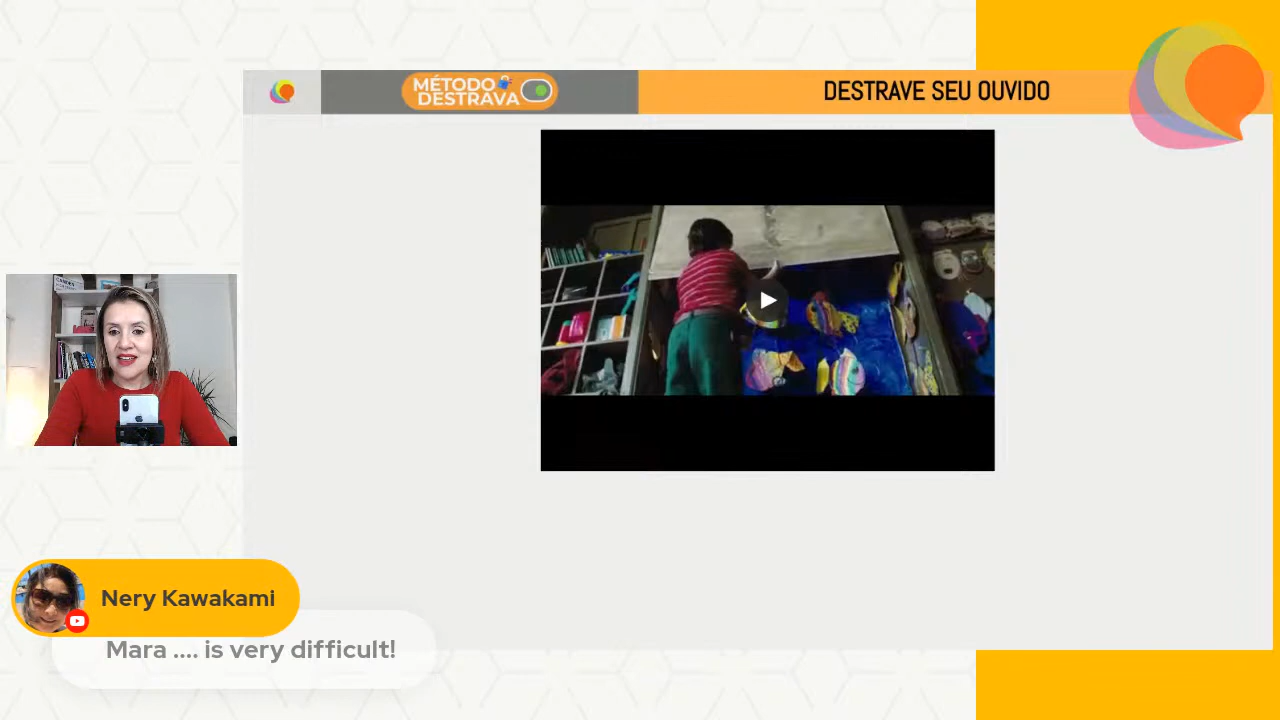 MÉTODO
DESTRAVA
DESTRAVE SEU OUVIDO
Nery Kawakami
Mara .... is very difficult!